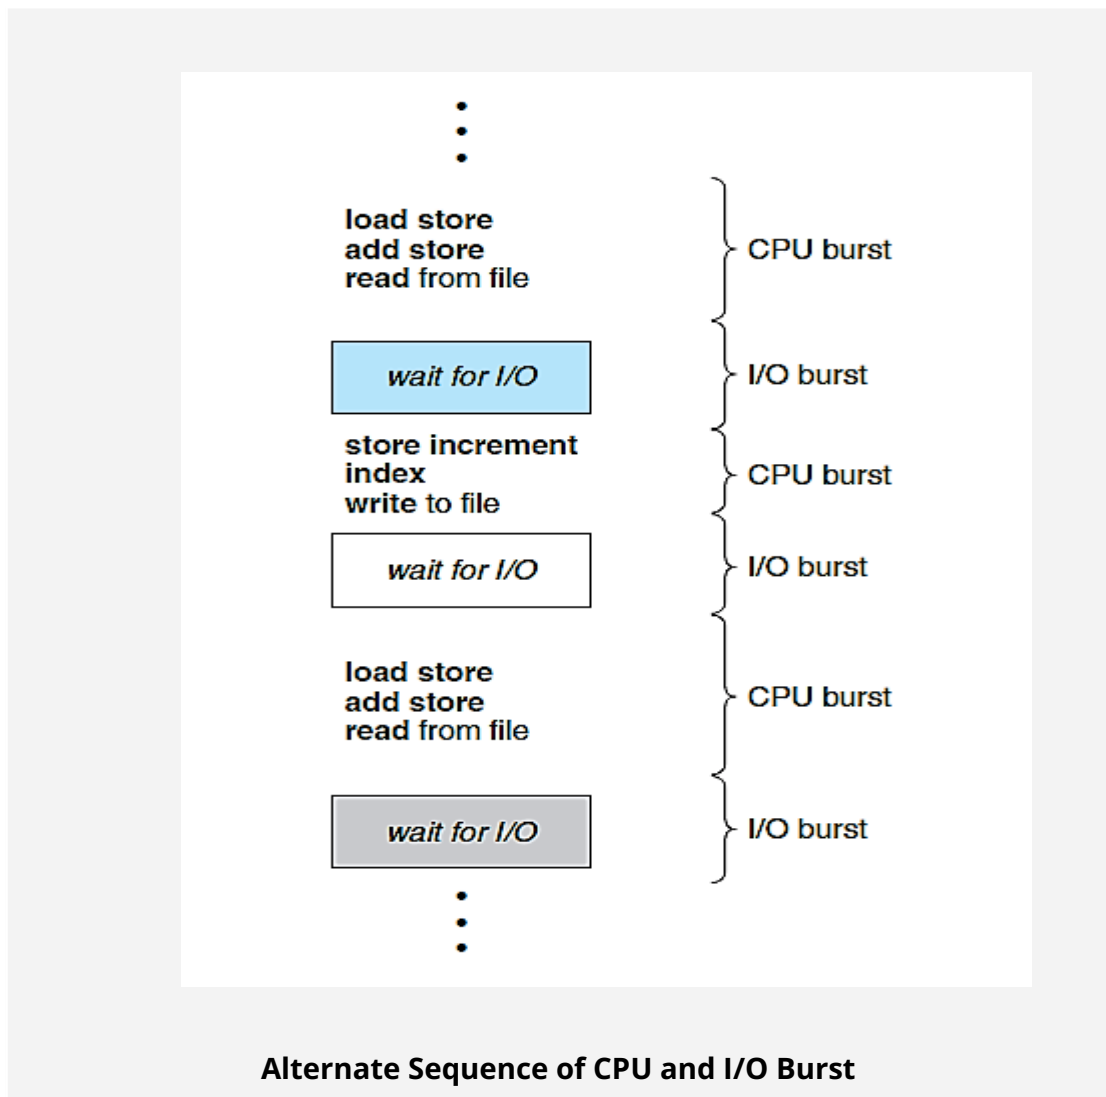 load store
add store
read from file
CPU burst
wait for I/O
I/O burst
store increment
index
write to file
CPU burst
wait for I/O
I/O burst
load store
add store
read from file
CPU burst
wait for I/O
I/O burst
Alternate Sequence of CPU and I/O Burst